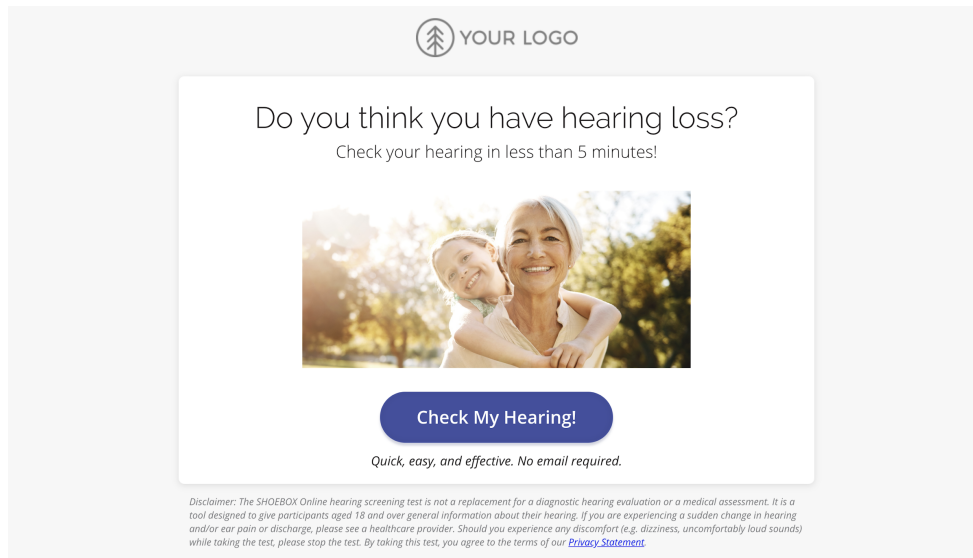 YOUR LOGO
Do you think you have hearing loss?
Check your hearing in less than 5 minutes!
Check My Hearing!
Quick, easy, and effective. No email required.
Disclaimer: The SHOEBOX Online hearing screening test is not a replacement for a diagnostic hearing evaluation or a medical assessment. It is a
tool designed to give participants aged 18 and over general information about their hearing. If you are experiencing a sudden change in hearing
and/or ear pain or discharge, please see a healthcare provider. Should you experience any discomfort (e.g. dizziness, uncomfortably loud sounds)
while taking the test, please stop the test. By taking this test, you agree to the terms of our Privacy Statement.